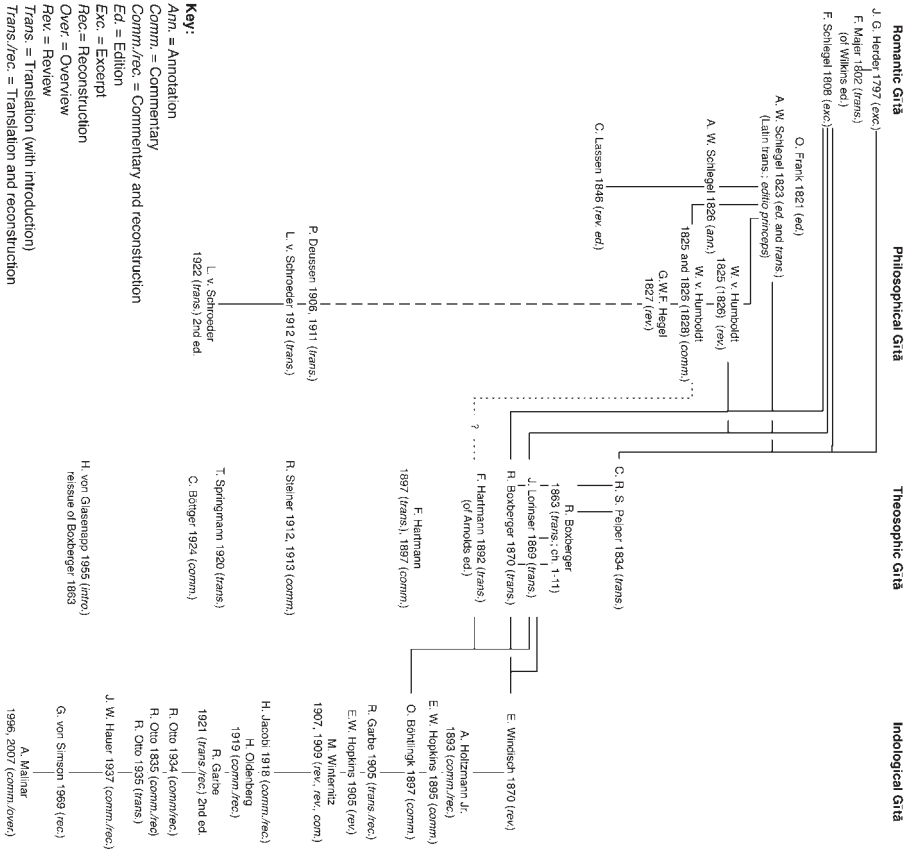 Romantic Gītā
J. G. Herder 1797 (exc.)
F. Majer 1802 (trans.)
(of Wilkins ed.)
F. Schlegel 1808 (exc.)
Philosophical Gītā
O. Frank 1821 (ed.)
A. W. Schlegel 1823 (ed. and trans.)
(Latin trans.; editio princeps)
W. v. Humboldt
1825 (1826) (rev.)
A. W. Schlegel 1826 (ann.)
W. v. Humboldt
1825 and 1826 (1828) (comm.)
G.W.F. Hegel
1827 (rev.)
C. Lassen 1846 (rev. ed.)
P. Deussen 1906, 1911 (trans.)
L. v. Schroeder 1912 (trans.)
L. v. Schroeder
1922 (trans.) 2nd ed.
Theosophic Gītā
C. R. S. Peiper 1834 (trans.)
R. Boxberger
1863 (trans.; ch. 1-11)
J. Lorinser 1869 (trans.)
R. Boxberger 1870 (trans.)
?
F. Hartmann 1892 (trans.)
(of Arnolds ed.)
F. Hartmann
1897 (trans.), 1897 (comm.)
R. Steiner 1912, 1913 (comm.)
T. Springmann 1920 (trans.)
C. Böttger 1924 (comm.)
H. von Glasenapp 1955 (intro.)
reissue of Boxberger 1863
Indological Gītā
E. Windisch 1870 (rev.)
A. Holtzmann Jr.
1893 (comm./rec.)
E. W. Hopkins 1895 (comm.)
O. Böhtlingk 1897 (comm.)
R. Garbe 1905 (trans./rec.)
E.W. Hopkins 1905 (rev.)
M. Winternitz
1907, 1909 (rev., rev., com.)
H. Jacobi 1918 (comm./rec.)
H. Oldenberg
1919 (comm./rec.)
R. Garbe
1921 (trans./rec.) 2nd ed.
R. Otto 1934 (comm/rec.)
R. Otto 1835 (comm./rec)
R. Otto 1935 (trans.)
J. W. Hauer 1937 (comm./rec.)
G. von Simson 1969 (rec.)
A. Malinar
1996, 2007 (comm./over.)
Key:
Ann. = Annotation
Comm. = Commentary
Comm./rec. = Commentary and reconstruction
Ed. = Edition
Exc. = Excerpt
Rec.= Reconstruction
Over. = Overview
Rev. = Review
Trans. = Translation (with introduction)
Trans./rec. = Translation and reconstruction